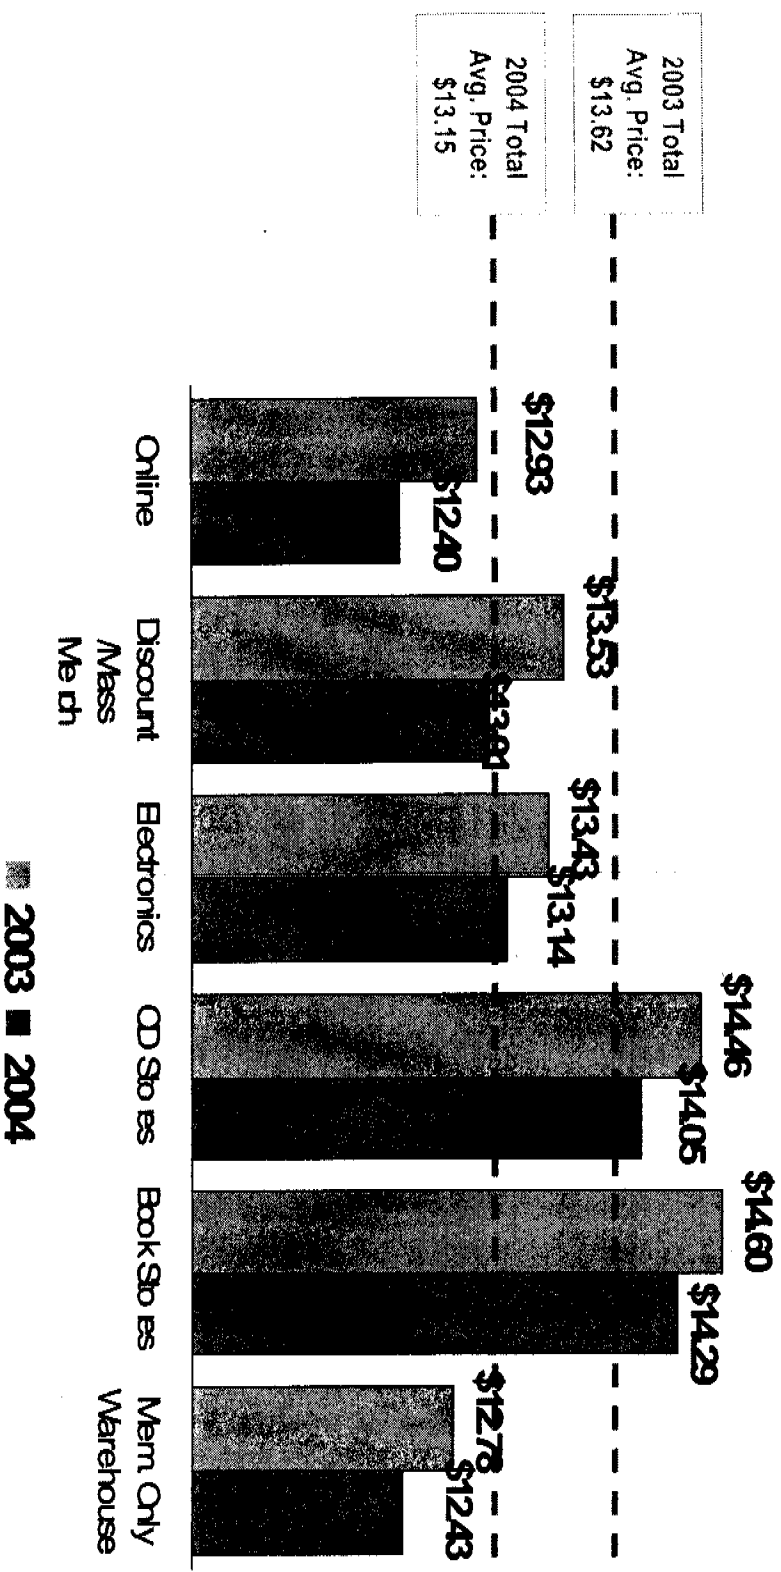 2003 Total
Avg. Price:
$13.62
2004 Total
Avg. Price:
$13.15
$12.93
$12.40
$13.53
$13.01
$13.43
$13.14
$14.46
$14.05
$14.60
$14.29
$12.78
$12.43
Online
Discount
/Mass
Merch
Electronics
CD Stores
Book Stores
Mem. Only
Warehouse
2003
2004